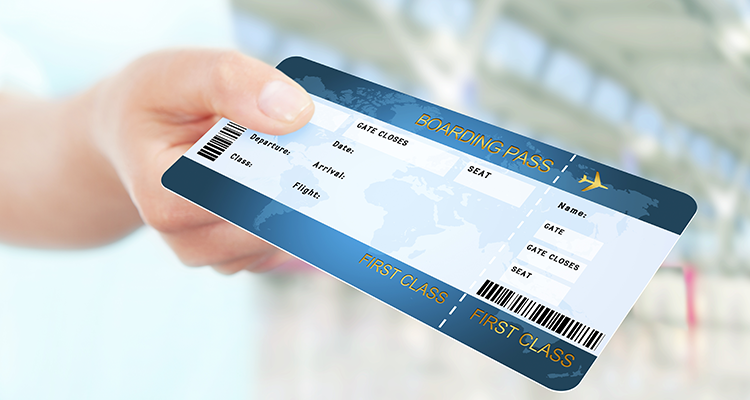 BOARDING PASS
GATE CLOSES
SEAT
Date:
Departure:
Arrival:
Class:
Flight:
FIRST CLASS
Name:
GATE
GATE CLOSES
SEAT
FIRST CLASS